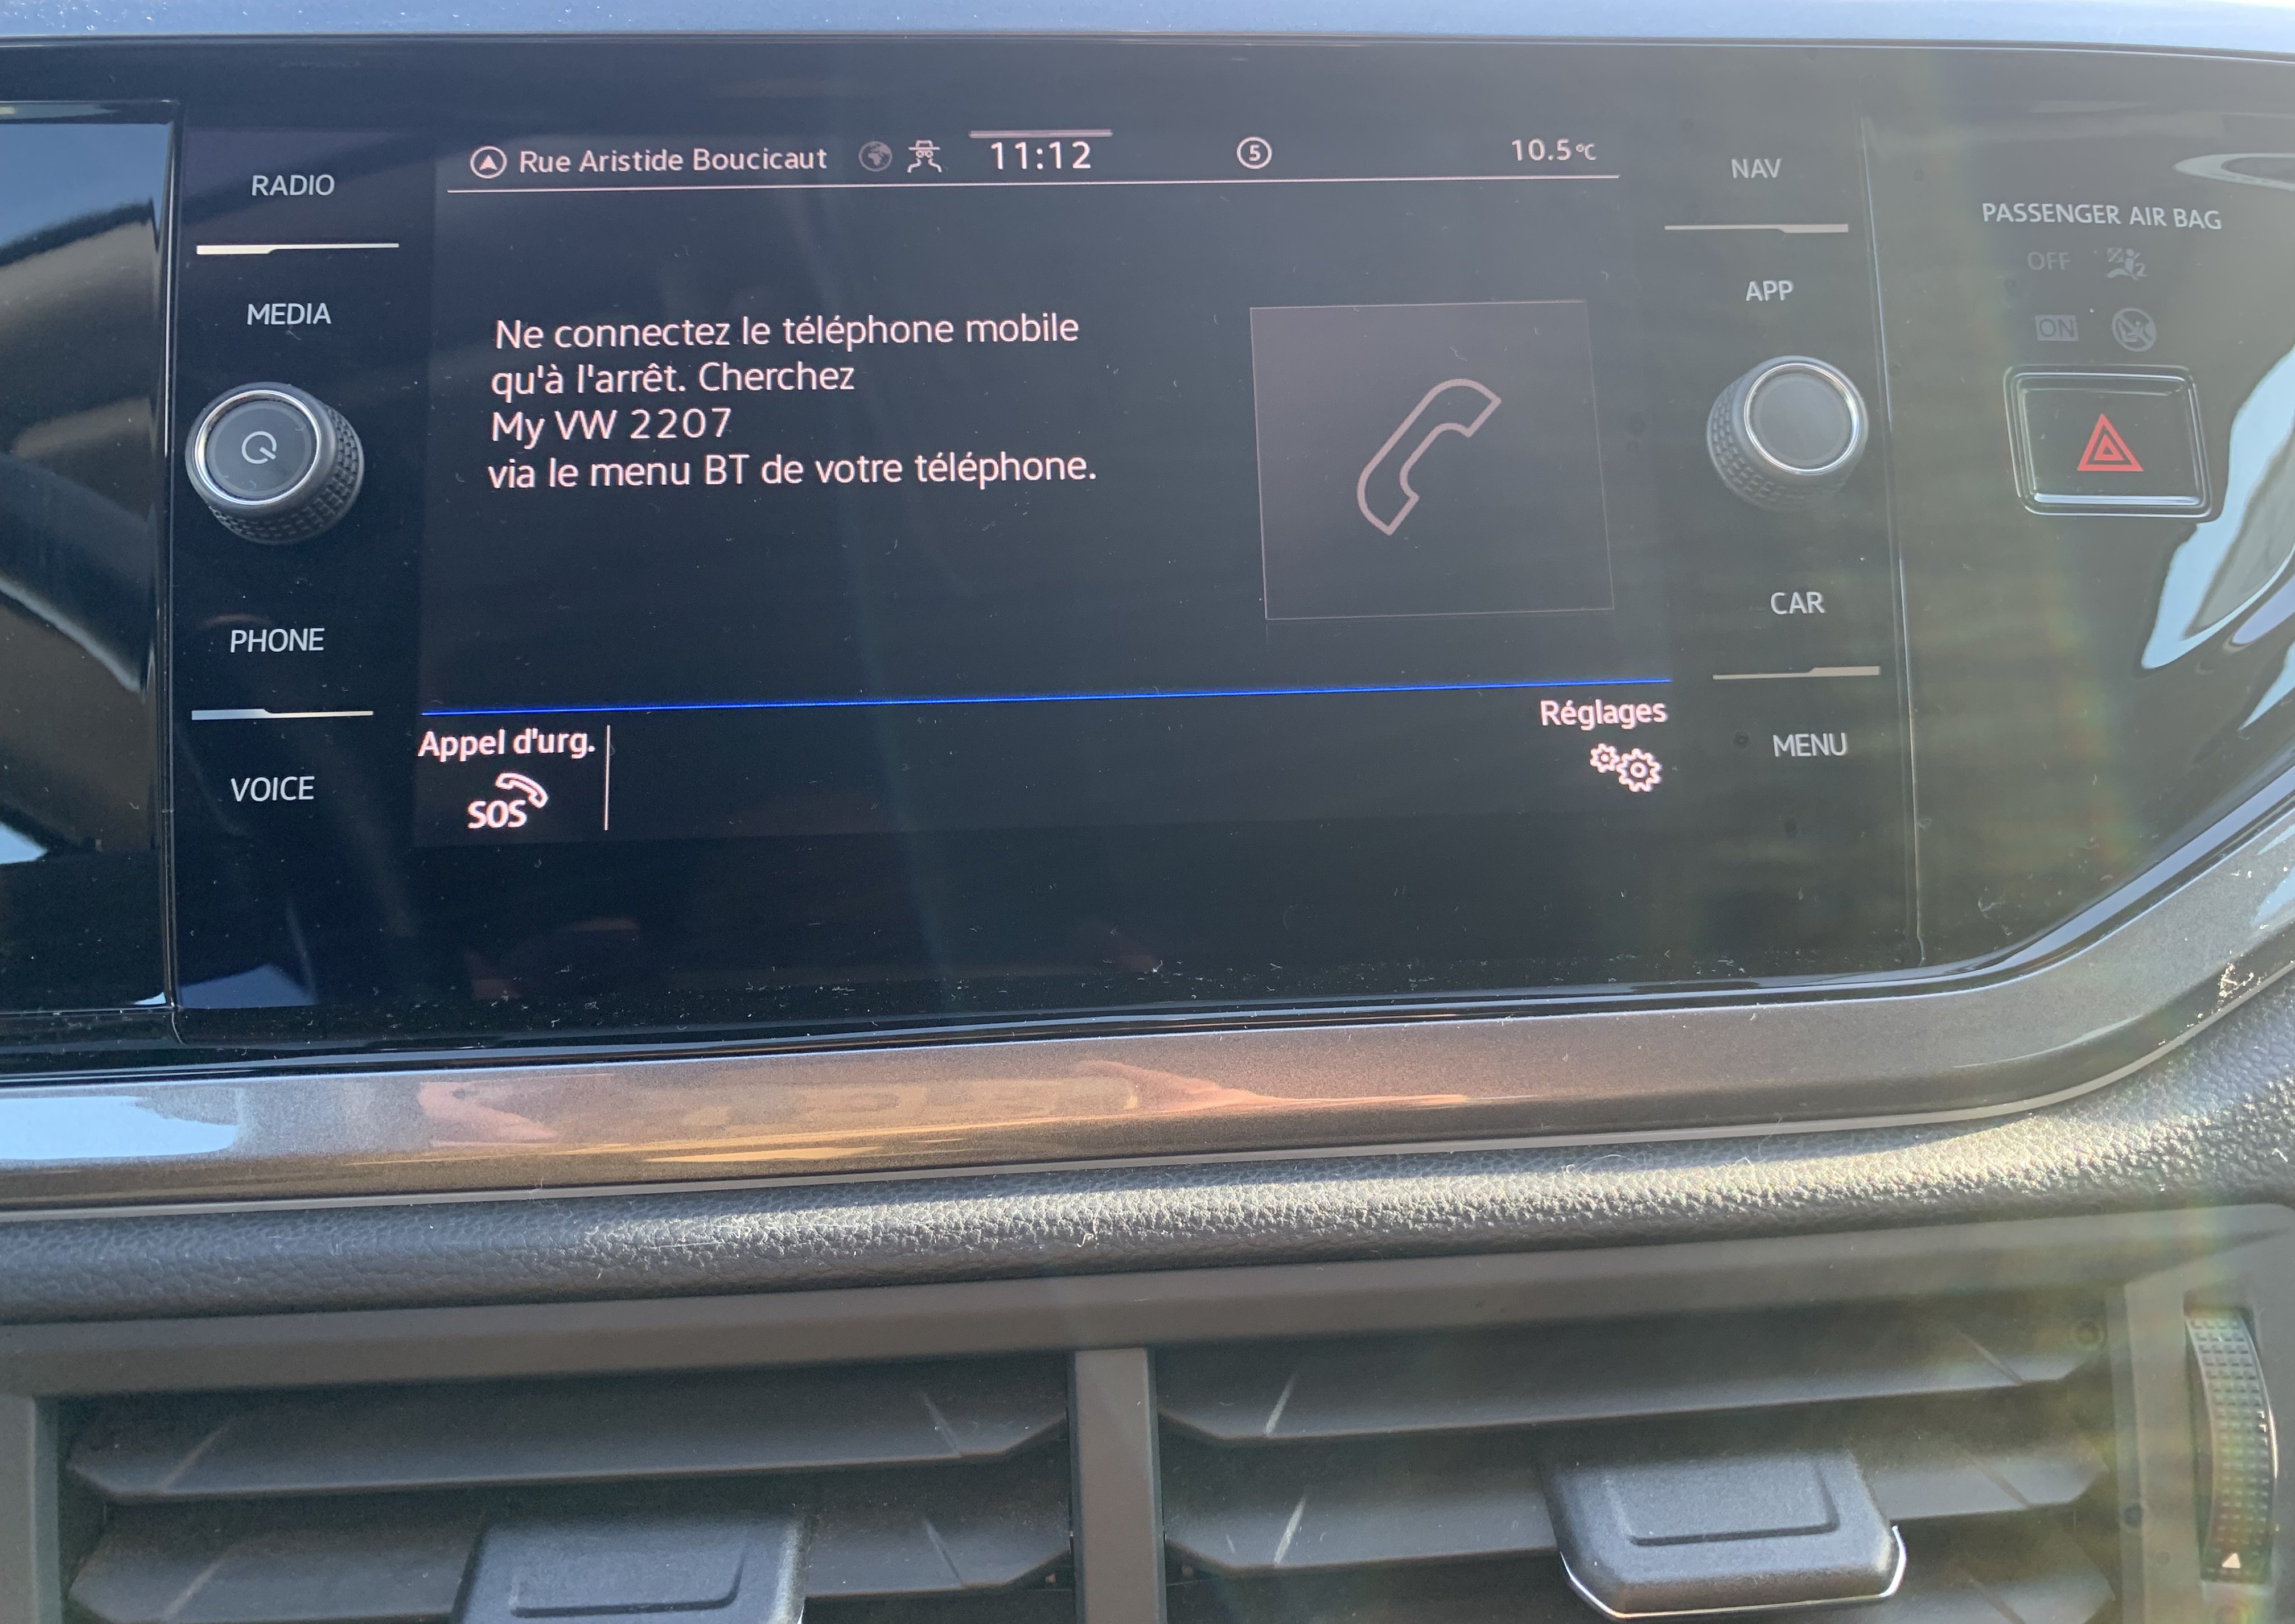 Rue Aristide Boucicaut 11:12 5 10.5°C
RADIO
MEDIA
PHONE
VOICE
Ne connectez le téléphone mobile
qu'à l'arrêt. Cherchez
My VW 2207
via le menu BT de votre téléphone.
Appel d'urg.
SOS
Réglages
NAV
APP
CAR
MENU
PASSENGER AIR BAG
OFF 2
ON